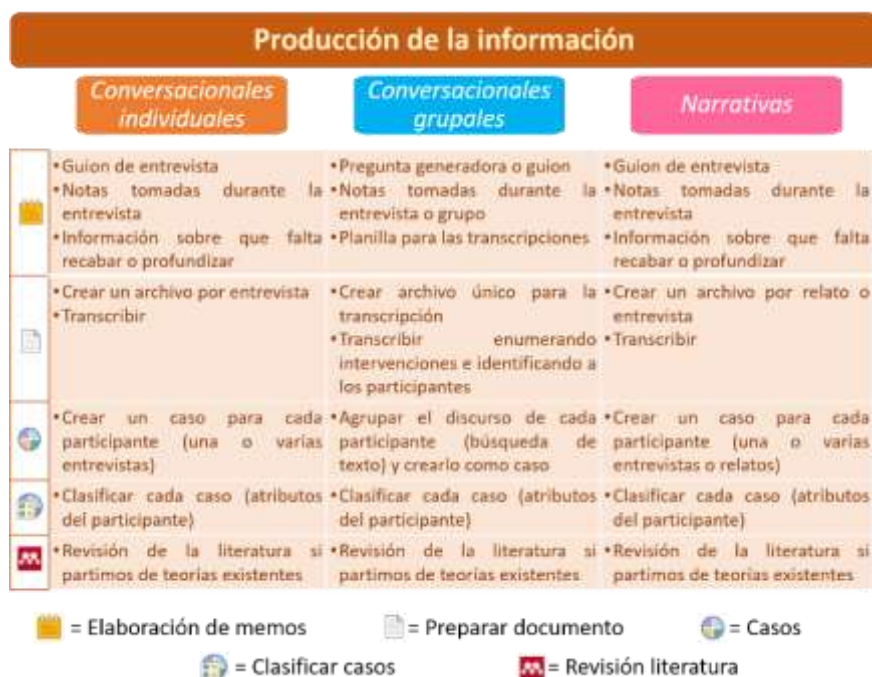 Producción de la información
Conversacionales
individuales
Conversacionales
grupales
Narrativas
•Guion de entrevista
•Notas tomadas durante la
entrevista
•Información sobre que falta
recabar o profundizar
•Pregunta generadora o guion
•Notas tomadas durante la
entrevista o grupo
•Planilla para las transcripciones
•Guion de entrevista
•Notas tomadas durante la
entrevista
•Información sobre que falta
recabar o profundizar
•Crear un archivo por entrevista
•Transcribir
•Crear archivo único para la
transcripción
•Transcribir enumerando
intervenciones e identificando a
los participantes
•Crear un archivo por relato o
entrevista
•Transcribir
•Crear un caso para cada
participante (una o varias
entrevistas)
•Agrupar el discurso de cada
participante (búsqueda de
texto) y crearlo como caso
•Crear un caso para cada
participante (una o varias
entrevistas o relatos)
•Clasificar cada caso (atributos
del participante)
•Clasificar cada caso (atributos
del participante)
•Clasificar cada caso (atributos
del participante)
•Revisión de la literatura si
partimos de teorías existentes
•Revisión de la literatura si
partimos de teorías existentes
•Revisión de la literatura si
partimos de teorías existentes
= Elaboración de memos
= Preparar documento
= Casos
= Clasificar casos
= Revisión literatura